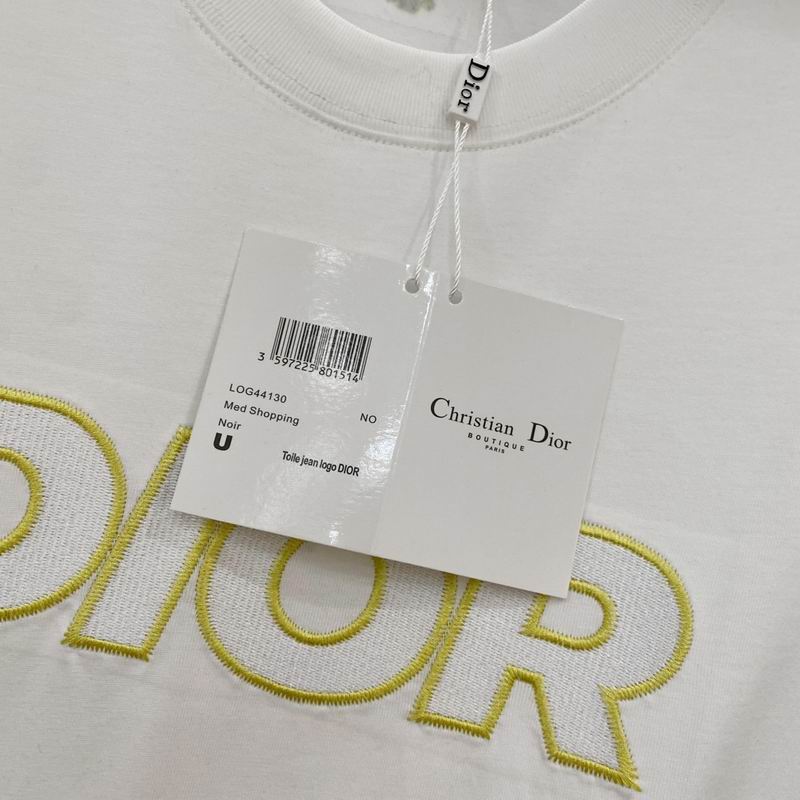 Dior
3 597225 801514
LOG44130
Med Shopping NO
Noir
U
Toile jean logo DIOR
Christian Dior
BOUTIQUE
PARIS
DIOR